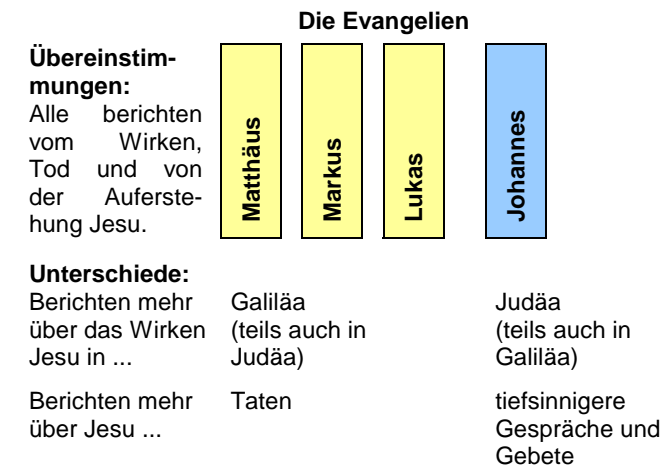 Die Evangelien
Übereinstim-
mungen:
Alle berichten
vom Wirken,
Tod und von
der Auferste-
hung Jesu.
Matthäus
Markus
Lukas
Johannes
Unterschiede:
Berichten mehr
über das Wirken
Jesu in ...
Galiläa
(teils auch in
Judäa)
Judäa
(teils auch in
Galiläa)
Berichten mehr
über Jesu ...
Taten
tiefsinnigere
Gespräche und
Gebete